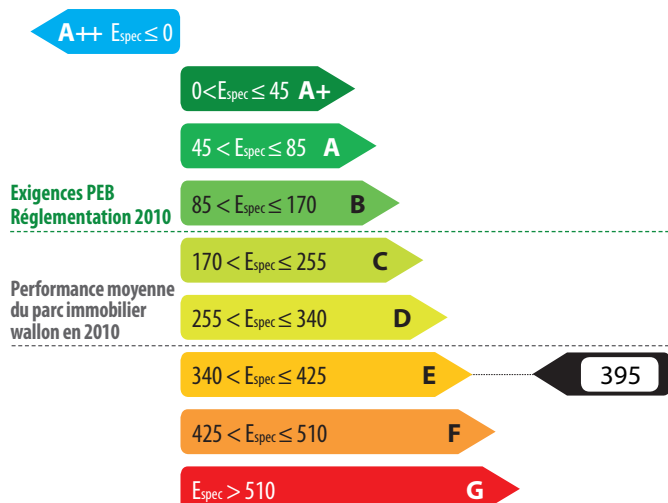 A++ Espec ≤ 0
0<Espec ≤ 45 A+
45 < Espec ≤ 85 A
Exigences PEB
Réglementation 2010
85 < Espec ≤ 170 B
170 < Espec ≤ 255 C
Performance moyenne
du parc immobilier
wallon en 2010
255 < Espec ≤ 340 D
340 < Espec ≤ 425 E
395
425 < Espec ≤ 510 F
Espec > 510 G